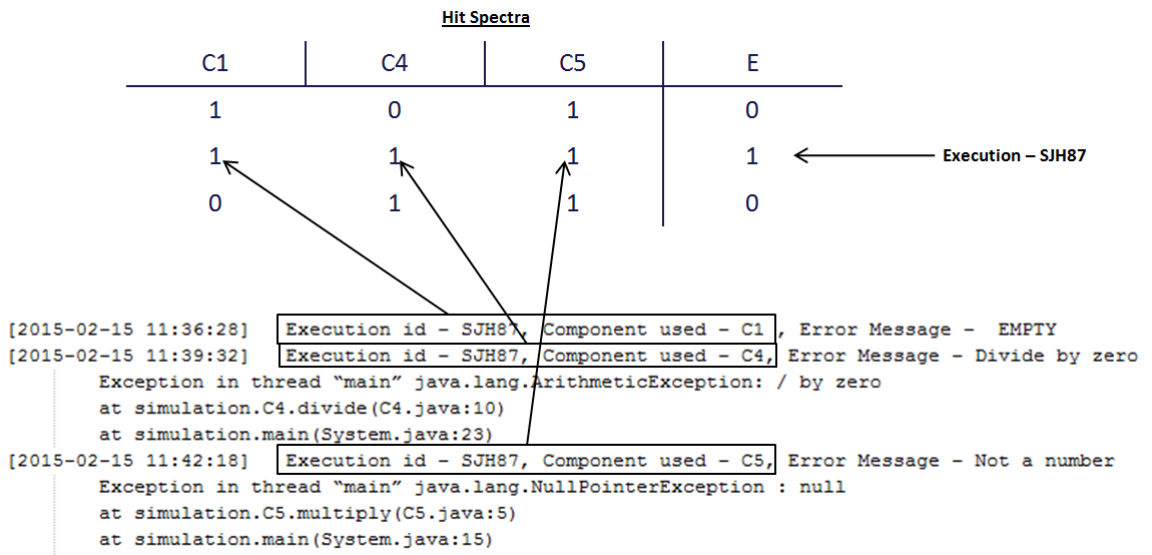 Hit Spectra
C1 C4 C5 E
1 0 1 0
1 1 1 1 Execution – SJH87
0 1 1 0
[2015-02-15 11:36:28] Execution id – SJH87, Component used – C1 , Error Message – EMPTY
[2015-02-15 11:39:32] Execution id – SJH87, Component used – C4, Error Message – Divide by zero
Exception in thread “main” java.lang.ArithmeticException: / by zero
at simulation.C4.divide(C4.java:10)
at simulation.main(System.java:23)
[2015-02-15 11:42:18] Execution id – SJH87, Component used – C5, Error Message – Not a number
Exception in thread “main” java.lang.NullPointerException : null
at simulation.C5.multiply(C5.java:5)
at simulation.main(System.java:15)